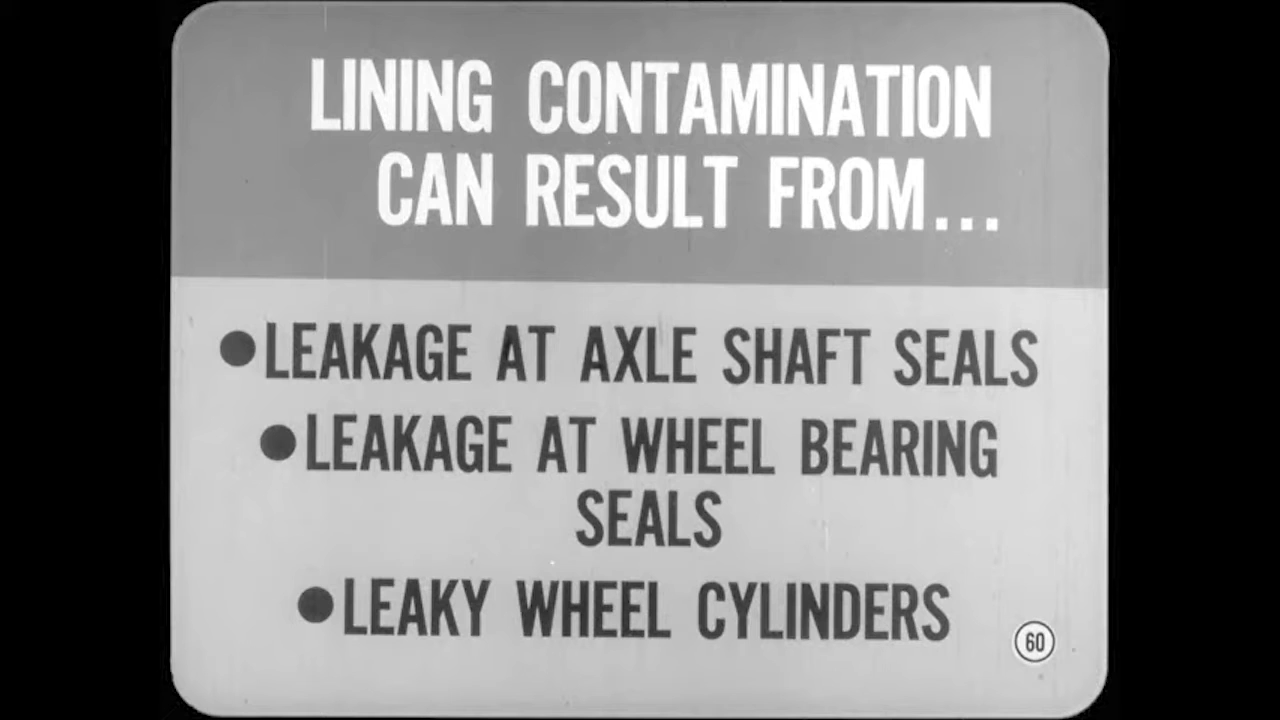 LINING CONTAMINATION
CAN RESULT FROM...
●LEAKAGE AT AXLE SHAFT SEALS
●LEAKAGE AT WHEEL BEARING
SEALS
●LEAKY WHEEL CYLINDERS
60